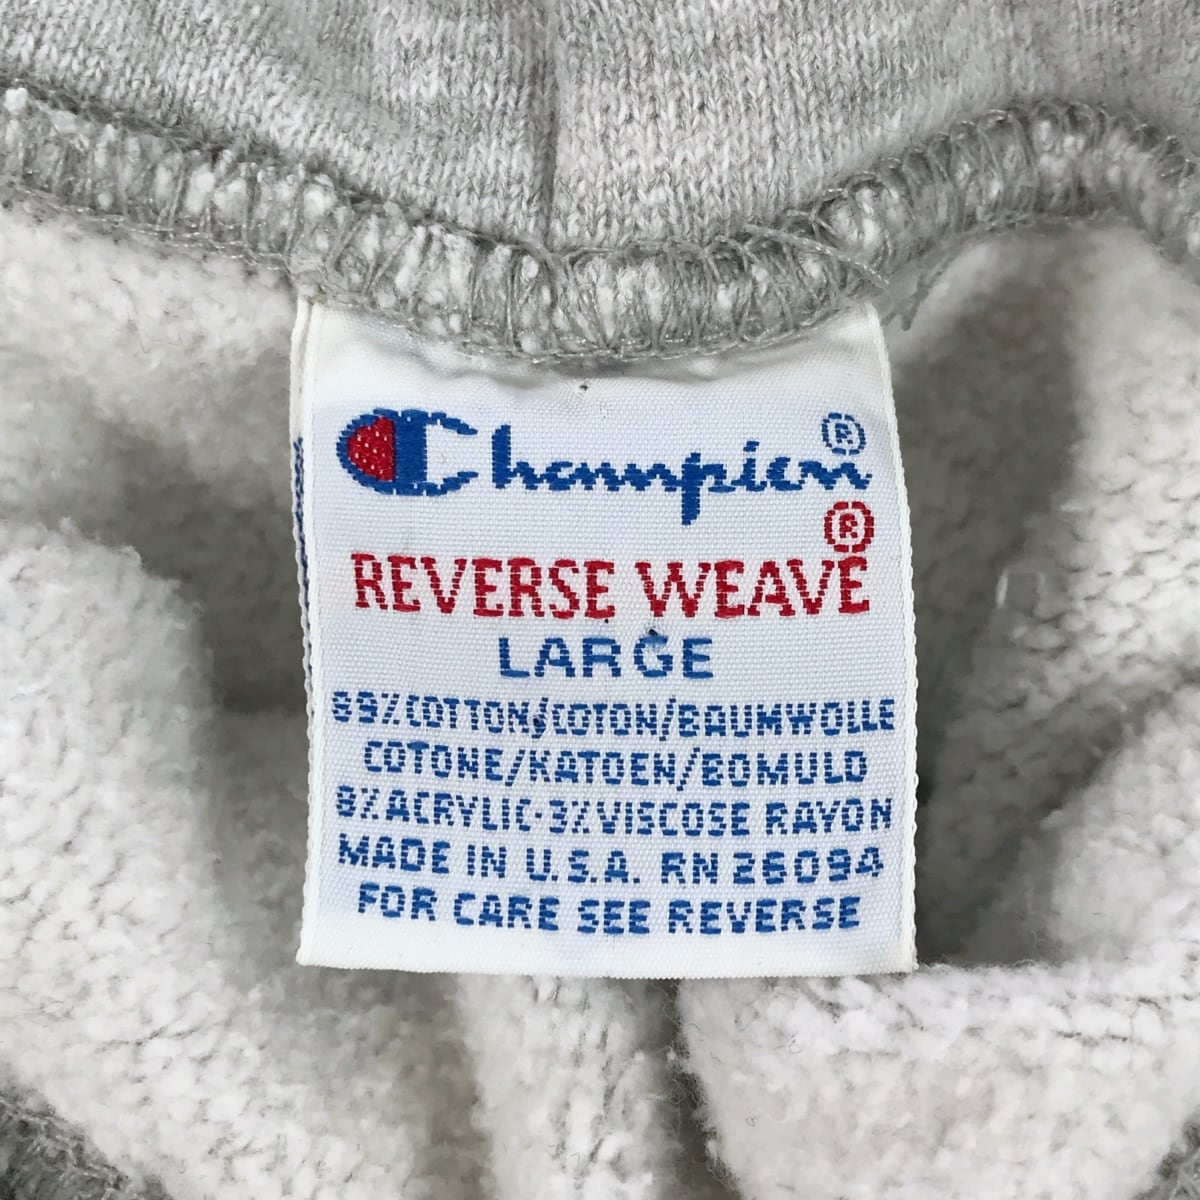 Champion®
REVERSE WEAVE®
LARGE
89% COTTON/COTON/BAUMWOLLE
COTONE/KATOEN/BOMULD
8% ACRYLIC·3% VISCOSE RAYON
MADE IN U.S.A. RN 26094
FOR CARE SEE REVERSE